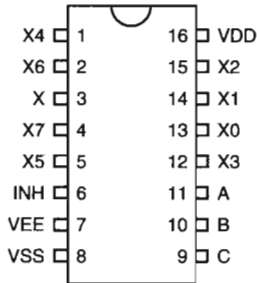 X4 1 16 VDD
X6 2 15 X2
X 3 14 X1
X7 4 13 X0
X5 5 12 X3
INH 6 11 A
VEE 7 10 B
VSS 8 9 C